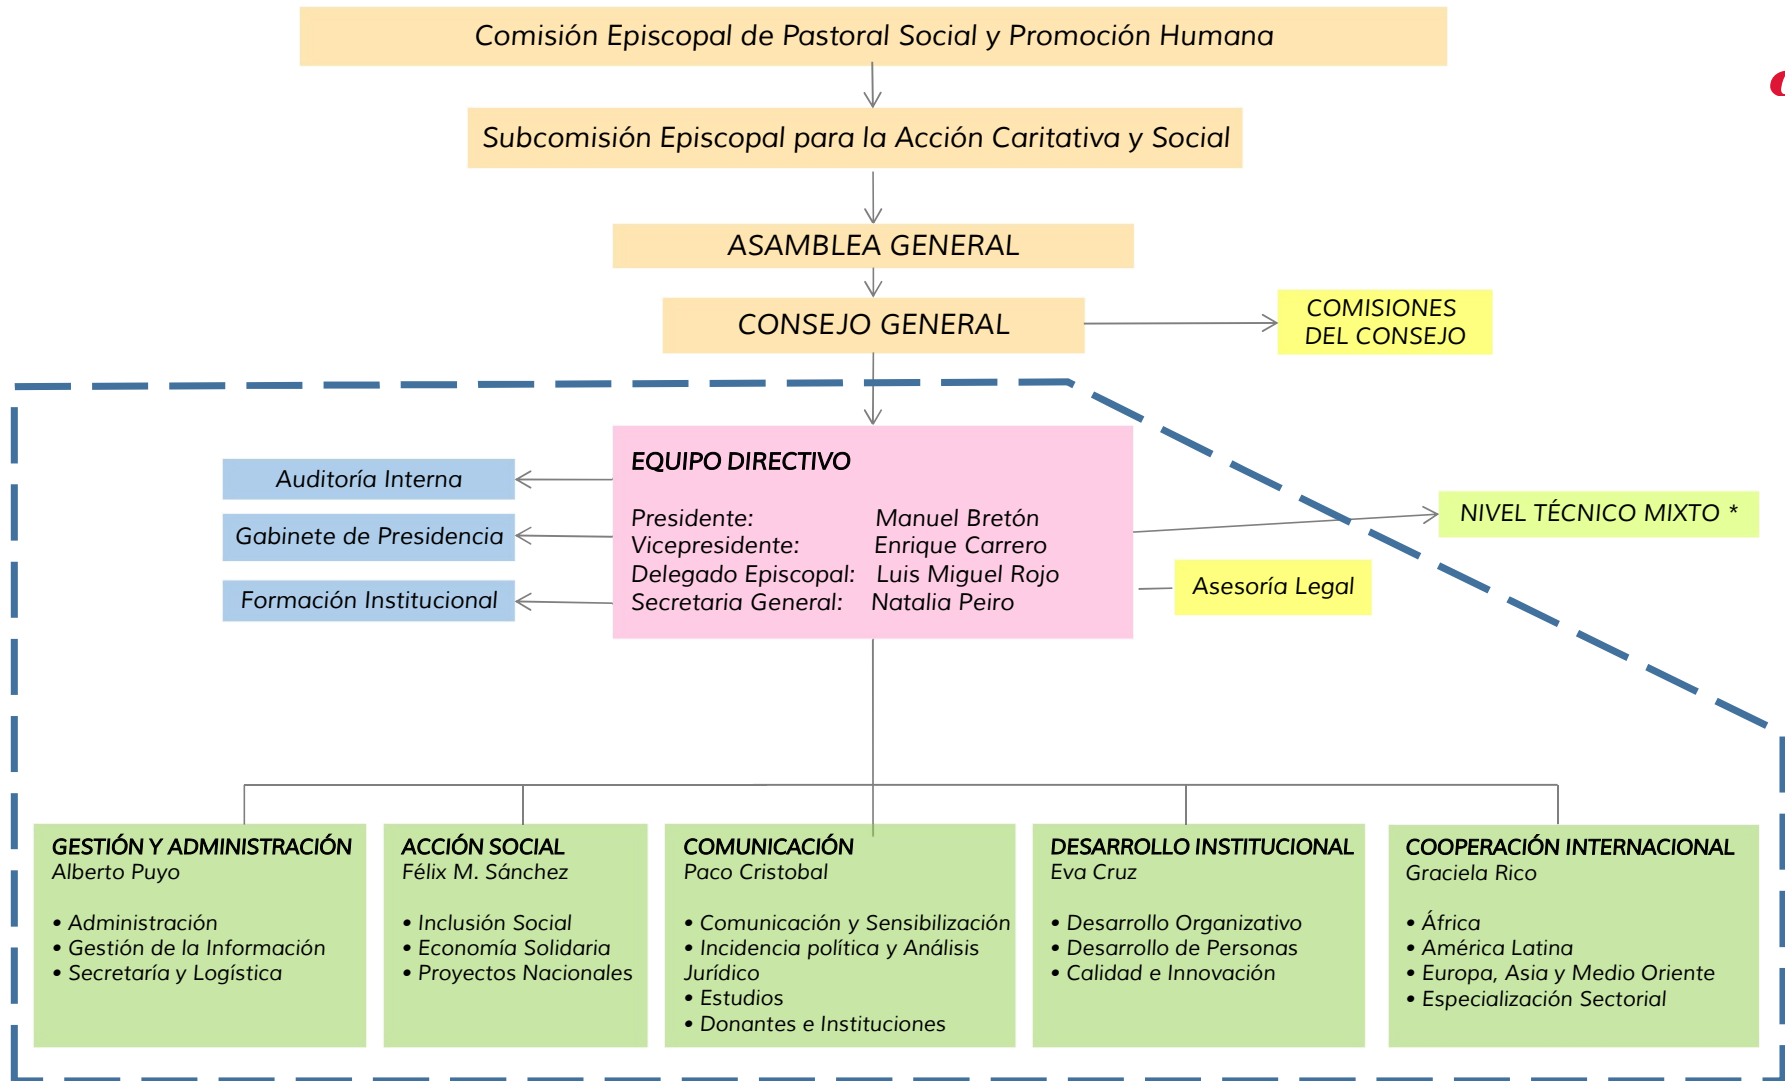 Comisión Episcopal de Pastoral Social y Promoción Humana
Subcomisión Episcopal para la Acción Caritativa y Social
ASAMBLEA GENERAL
CONSEJO GENERAL
COMISIONES
DEL CONSEJO
EQUIPO DIRECTIVO
Presidente: Manuel Bretón
Vicepresidente: Enrique Carrero
Delegado Episcopal: Luis Miguel Rojo
Secretaria General: Natalia Peiro
Auditoría Interna
Gabinete de Presidencia
Formación Institucional
NIVEL TÉCNICO MIXTO *
Asesoría Legal
GESTIÓN Y ADMINISTRACIÓN
Alberto Puyo
• Administración
• Gestión de la Información
• Secretaría y Logística
ACCIÓN SOCIAL
Félix M. Sánchez
• Inclusión Social
• Economía Solidaria
• Proyectos Nacionales
COMUNICACIÓN
Paco Cristobal
• Comunicación y Sensibilización
• Incidencia política y Análisis
Jurídico
• Estudios
• Donantes e Instituciones
DESARROLLO INSTITUCIONAL
Eva Cruz
• Desarrollo Organizativo
• Desarrollo de Personas
• Calidad e Innovación
COOPERACIÓN INTERNACIONAL
Graciela Rico
• África
• América Latina
• Europa, Asia y Medio Oriente
• Especialización Sectorial